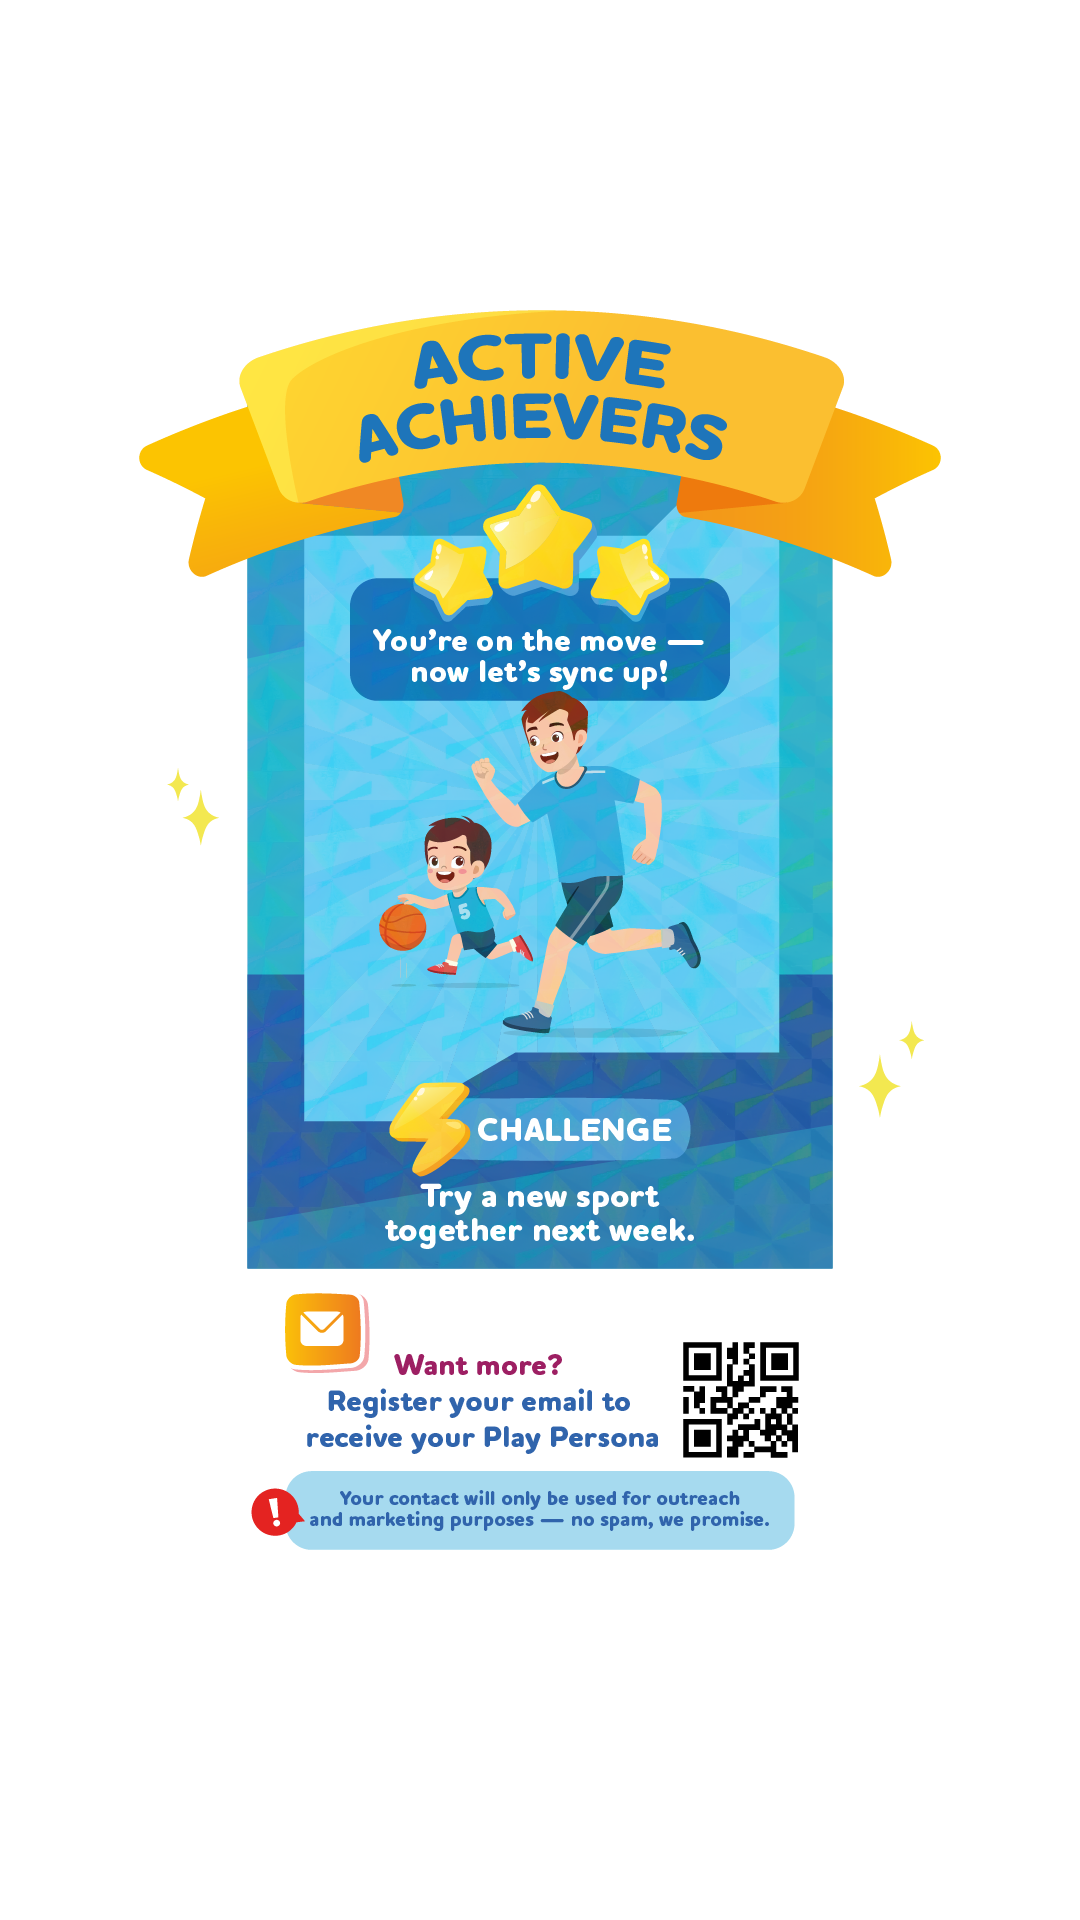 ACTIVE
ACHIEVERS
You’re on the move —
now let’s sync up!
5
CHALLENGE
Try a new sport
together next week.
Want more?
Register your email to
receive your Play Persona
!
Your contact will only be used for outreach
and marketing purposes — no spam, we promise.